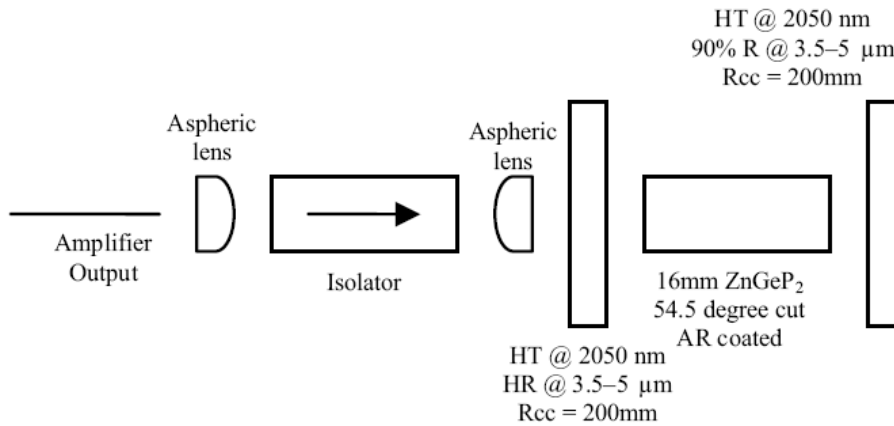 HT @ 2050 nm
90% R @ 3.5–5 µm
Rcc = 200mm
Aspheric
lens
Aspheric
lens
Amplifier
Output
Isolator
16mm ZnGeP₂
54.5 degree cut
AR coated
HT @ 2050 nm
HR @ 3.5–5 µm
Rcc = 200mm